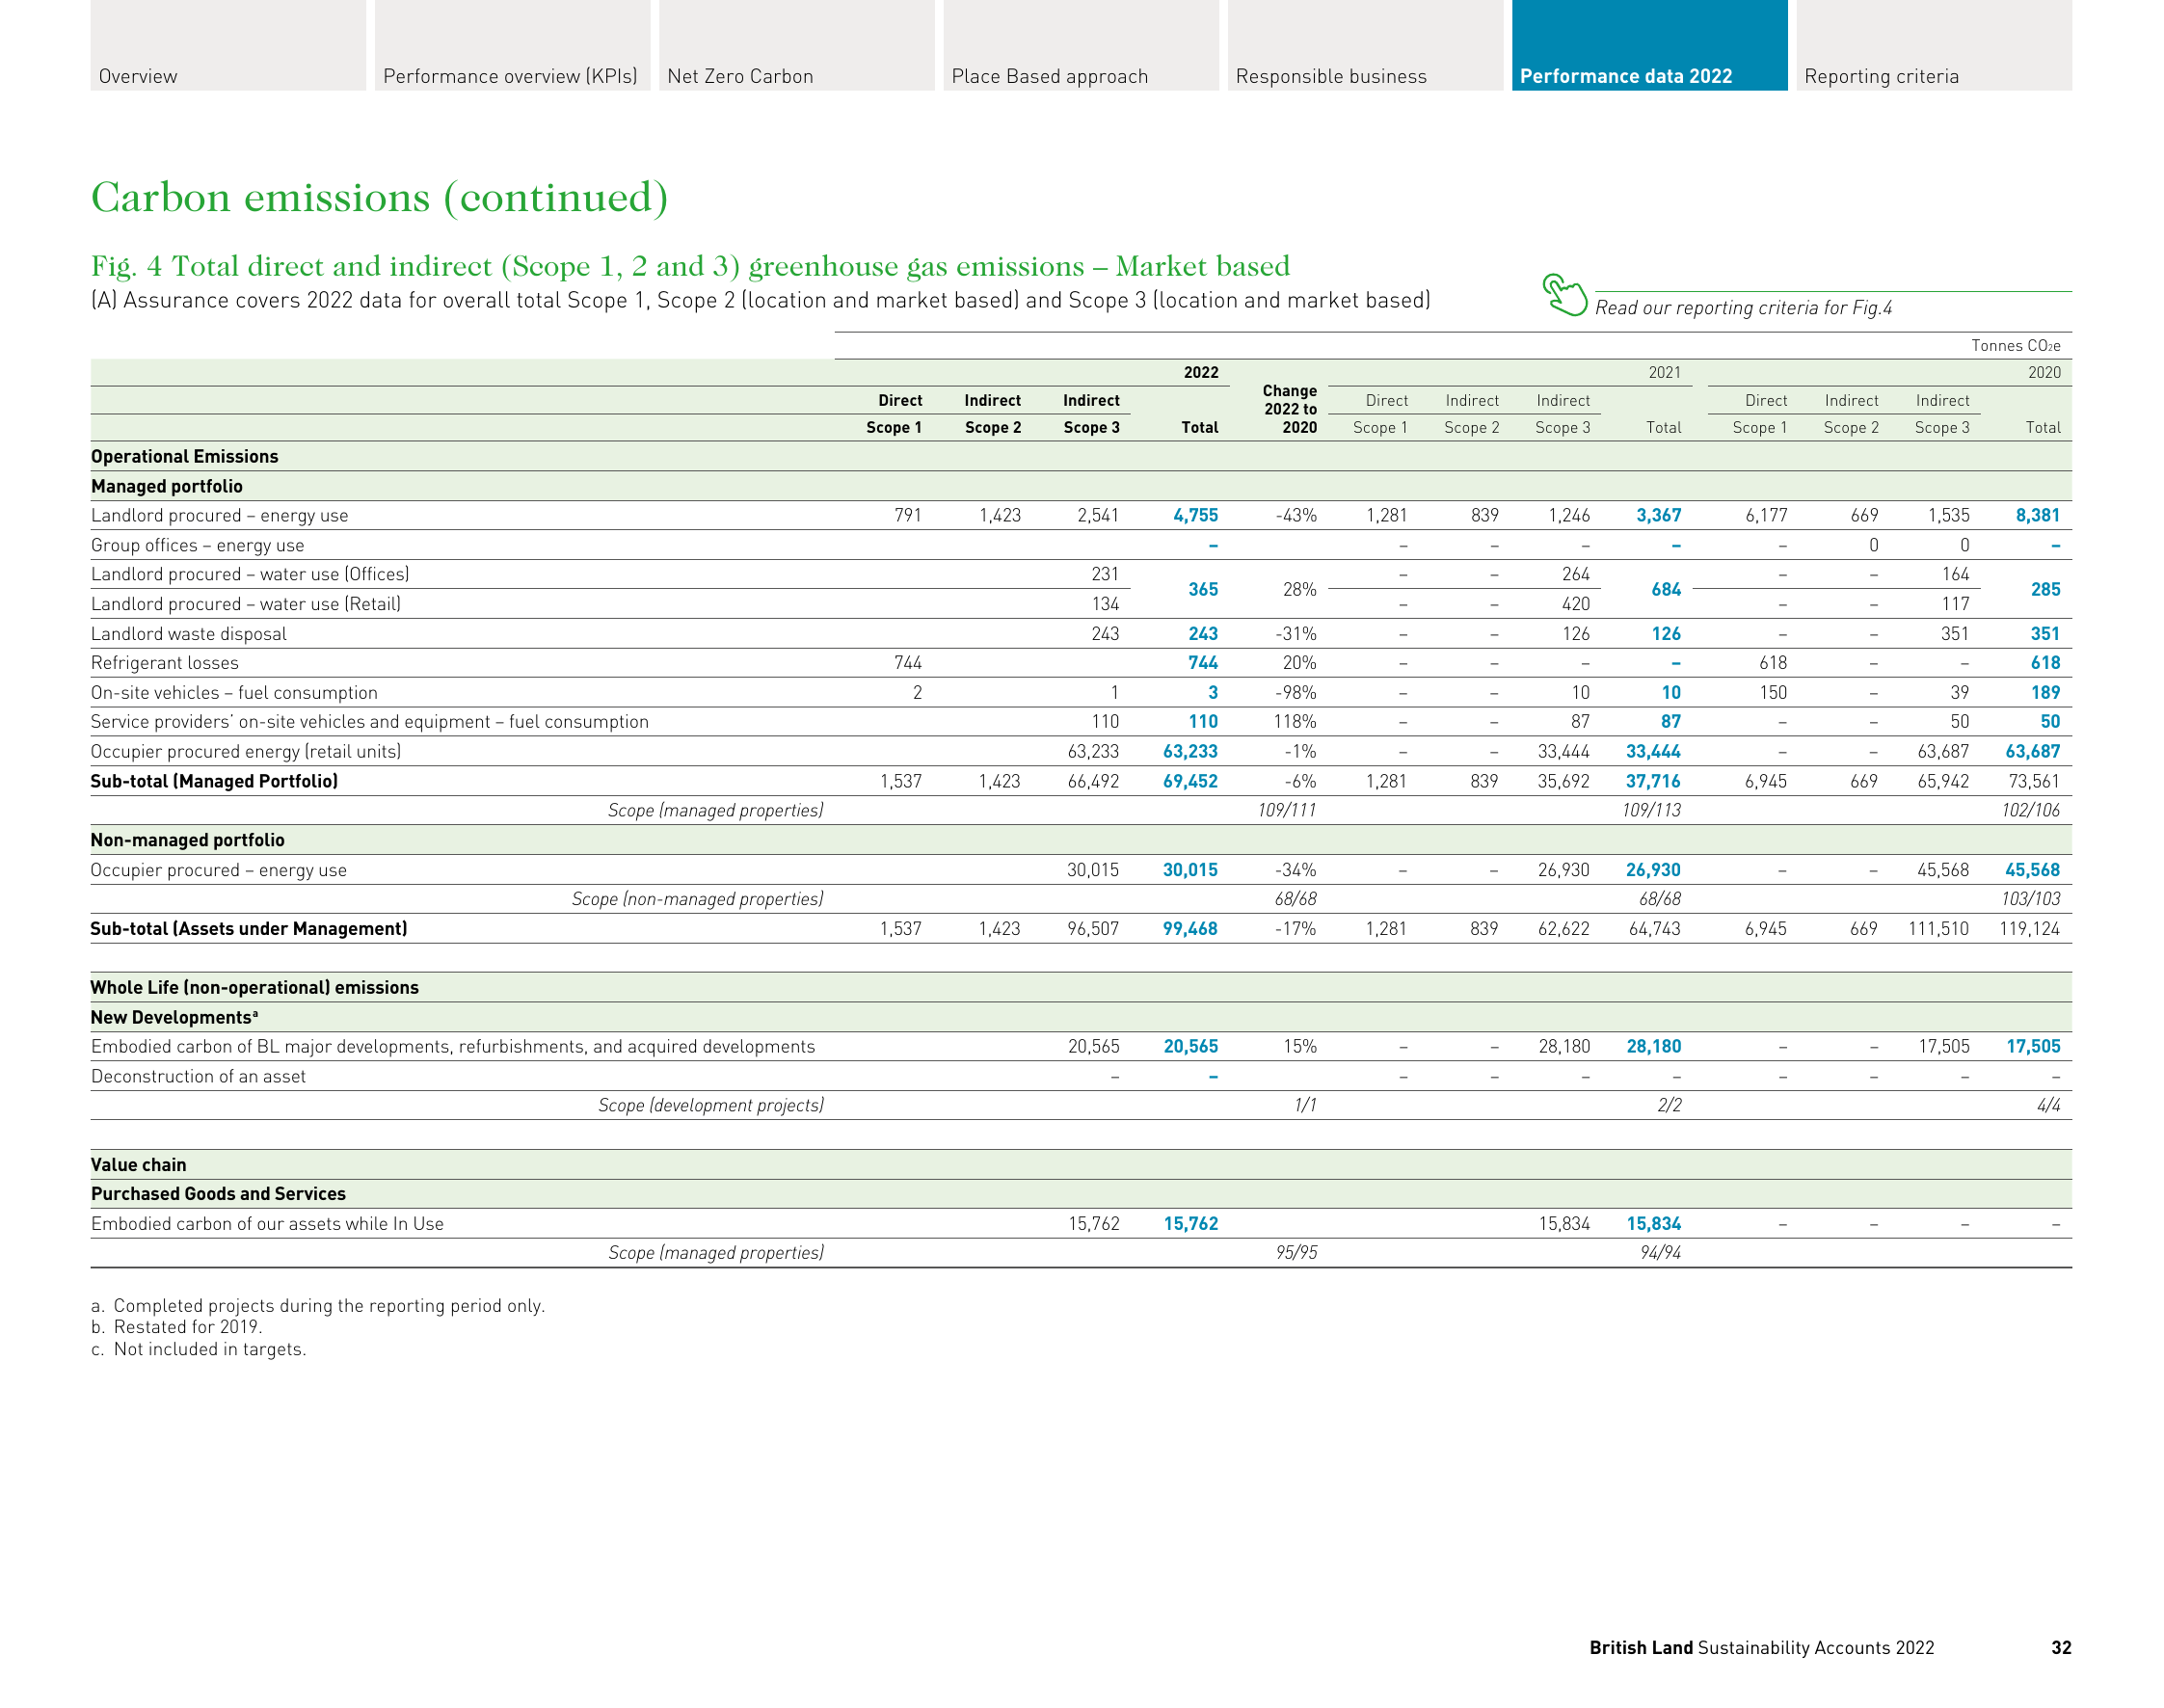 Overview Performance overview (KPIs) Net Zero Carbon Place Based approach Responsible business Performance data 2022 Reporting criteria
Carbon emissions (continued)
Fig. 4 Total direct and indirect (Scope 1, 2 and 3) greenhouse gas emissions – Market based
(A) Assurance covers 2022 data for overall total Scope 1, Scope 2 (location and market based) and Scope 3 (location and market based)
Read our reporting criteria for Fig.4
Tonnes CO2e
2022 Change 2022 to 2020 2021 2020
Direct Indirect Indirect Direct Indirect Indirect Direct Indirect Indirect
Scope 1 Scope 2 Scope 3 Total Scope 1 Scope 2 Scope 3 Total Scope 1 Scope 2 Scope 3 Total
Operational Emissions
Managed portfolio
Landlord procured – energy use 791 1,423 2,541 4,755 -43% 1,281 839 1,246 3,367 6,177 669 1,535 8,381
Group offices – energy use – – – – – – 0 0 –
Landlord procured – water use (Offices) 231 365 28% – – 264 684 – – 164 285
Landlord procured – water use (Retail) 134 – – 420 – – 117
Landlord waste disposal 243 243 -31% – – 126 126 – – 351 351
Refrigerant losses 744 744 20% – – – – 618 – – 618
On-site vehicles – fuel consumption 2 1 3 -98% – – 10 10 150 – 39 189
Service providers' on-site vehicles and equipment – fuel consumption 110 110 118% – – 87 87 – – 50 50
Occupier procured energy (retail units) 63,233 63,233 -1% – – 33,444 33,444 – – 63,687 63,687
Sub-total (Managed Portfolio) 1,537 1,423 66,492 69,452 -6% 1,281 839 35,692 37,716 6,945 669 65,942 73,561
Scope (managed properties) 109/111 109/113 102/106
Non-managed portfolio
Occupier procured – energy use 30,015 30,015 -34% – – 26,930 26,930 – – 45,568 45,568
Scope (non-managed properties) 68/68 68/68 103/103
Sub-total (Assets under Management) 1,537 1,423 96,507 99,468 -17% 1,281 839 62,622 64,743 6,945 669 111,510 119,124
Whole Life (non-operational) emissions
New Developmentsᵃ
Embodied carbon of BL major developments, refurbishments, and acquired developments 20,565 20,565 15% – – 28,180 28,180 – – 17,505 17,505
Deconstruction of an asset – – – – – – – – – –
Scope (development projects) 1/1 2/2 4/4
Value chain
Purchased Goods and Services
Embodied carbon of our assets while In Use 15,762 15,762 15,834 15,834 – – – –
Scope (managed properties) 95/95 94/94
a. Completed projects during the reporting period only.
b. Restated for 2019.
c. Not included in targets.
British Land Sustainability Accounts 2022 32